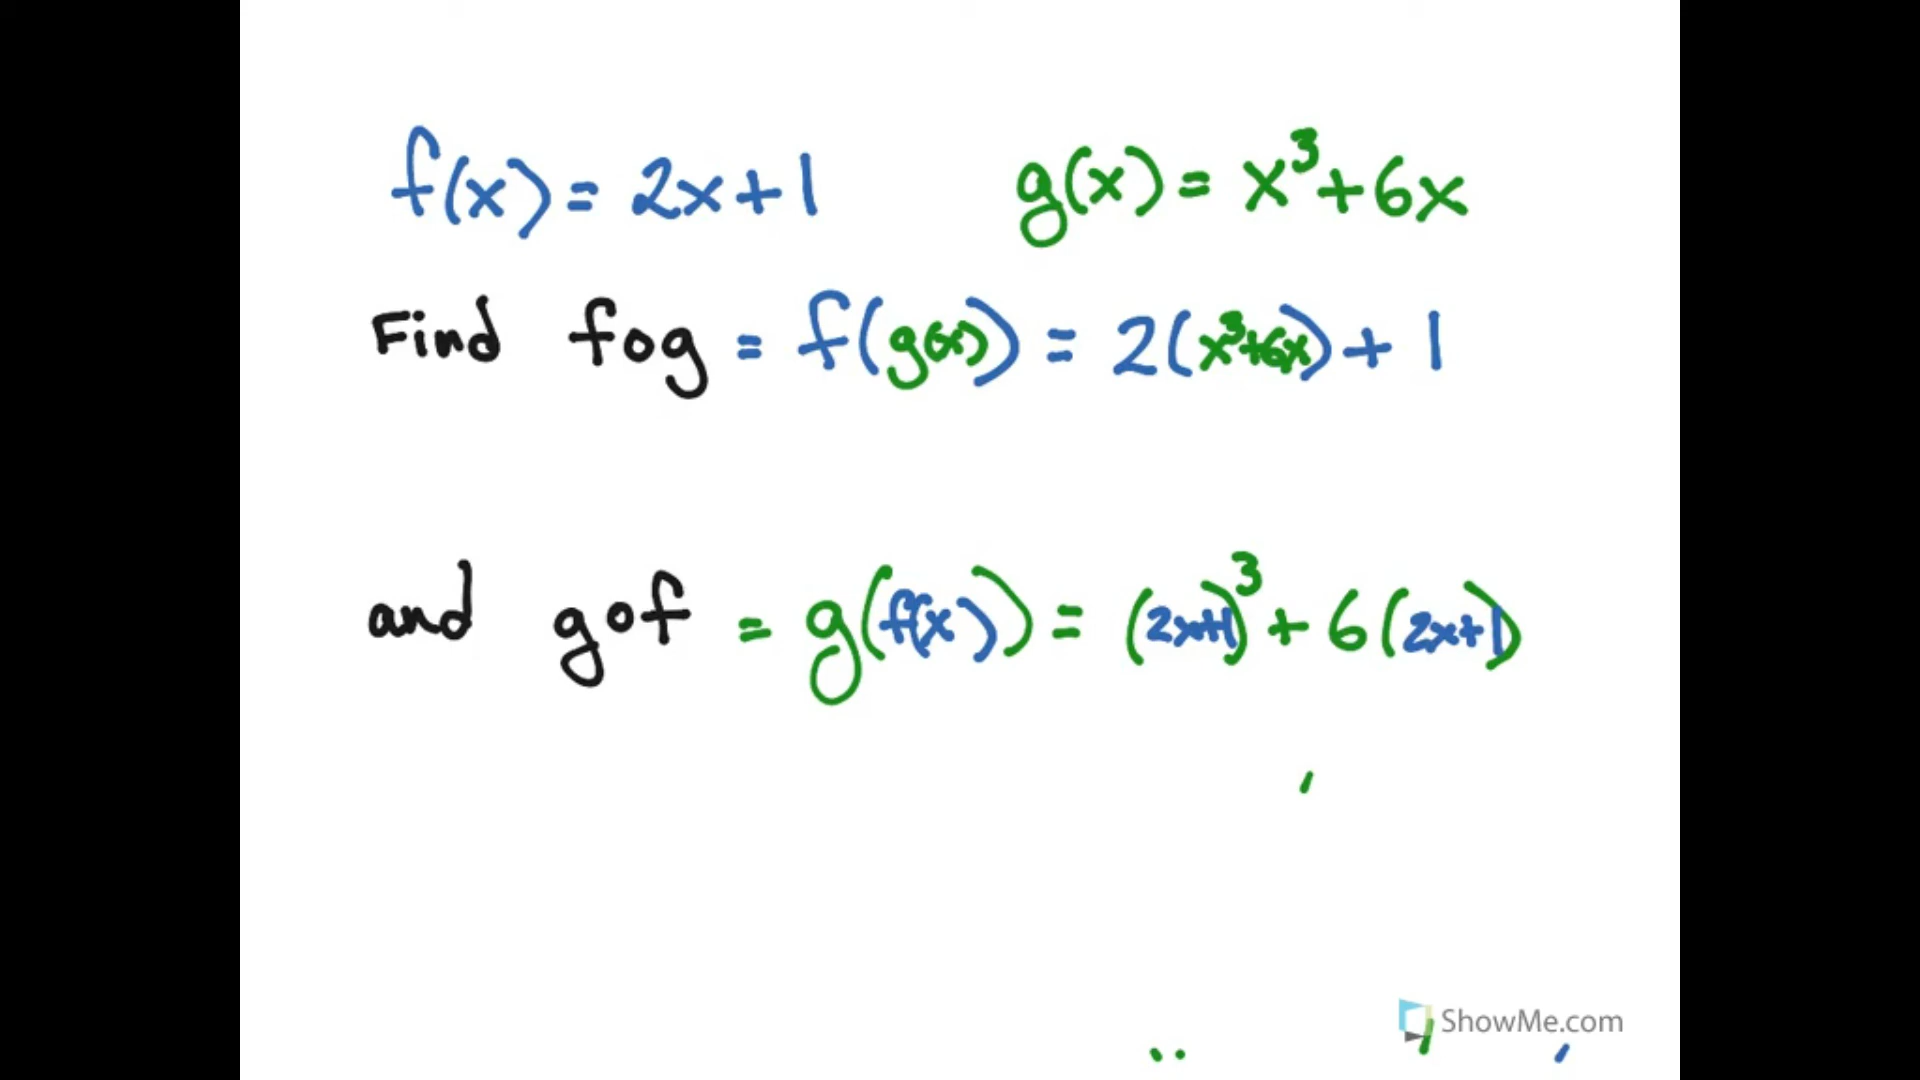 f(x) = 2x + 1 g(x) = x³ + 6x
Find fog = f(g(x)) = 2(x³+6x) + 1
and gof = g(f(x)) = (2x+1)³ + 6(2x+1)
ShowMe.com